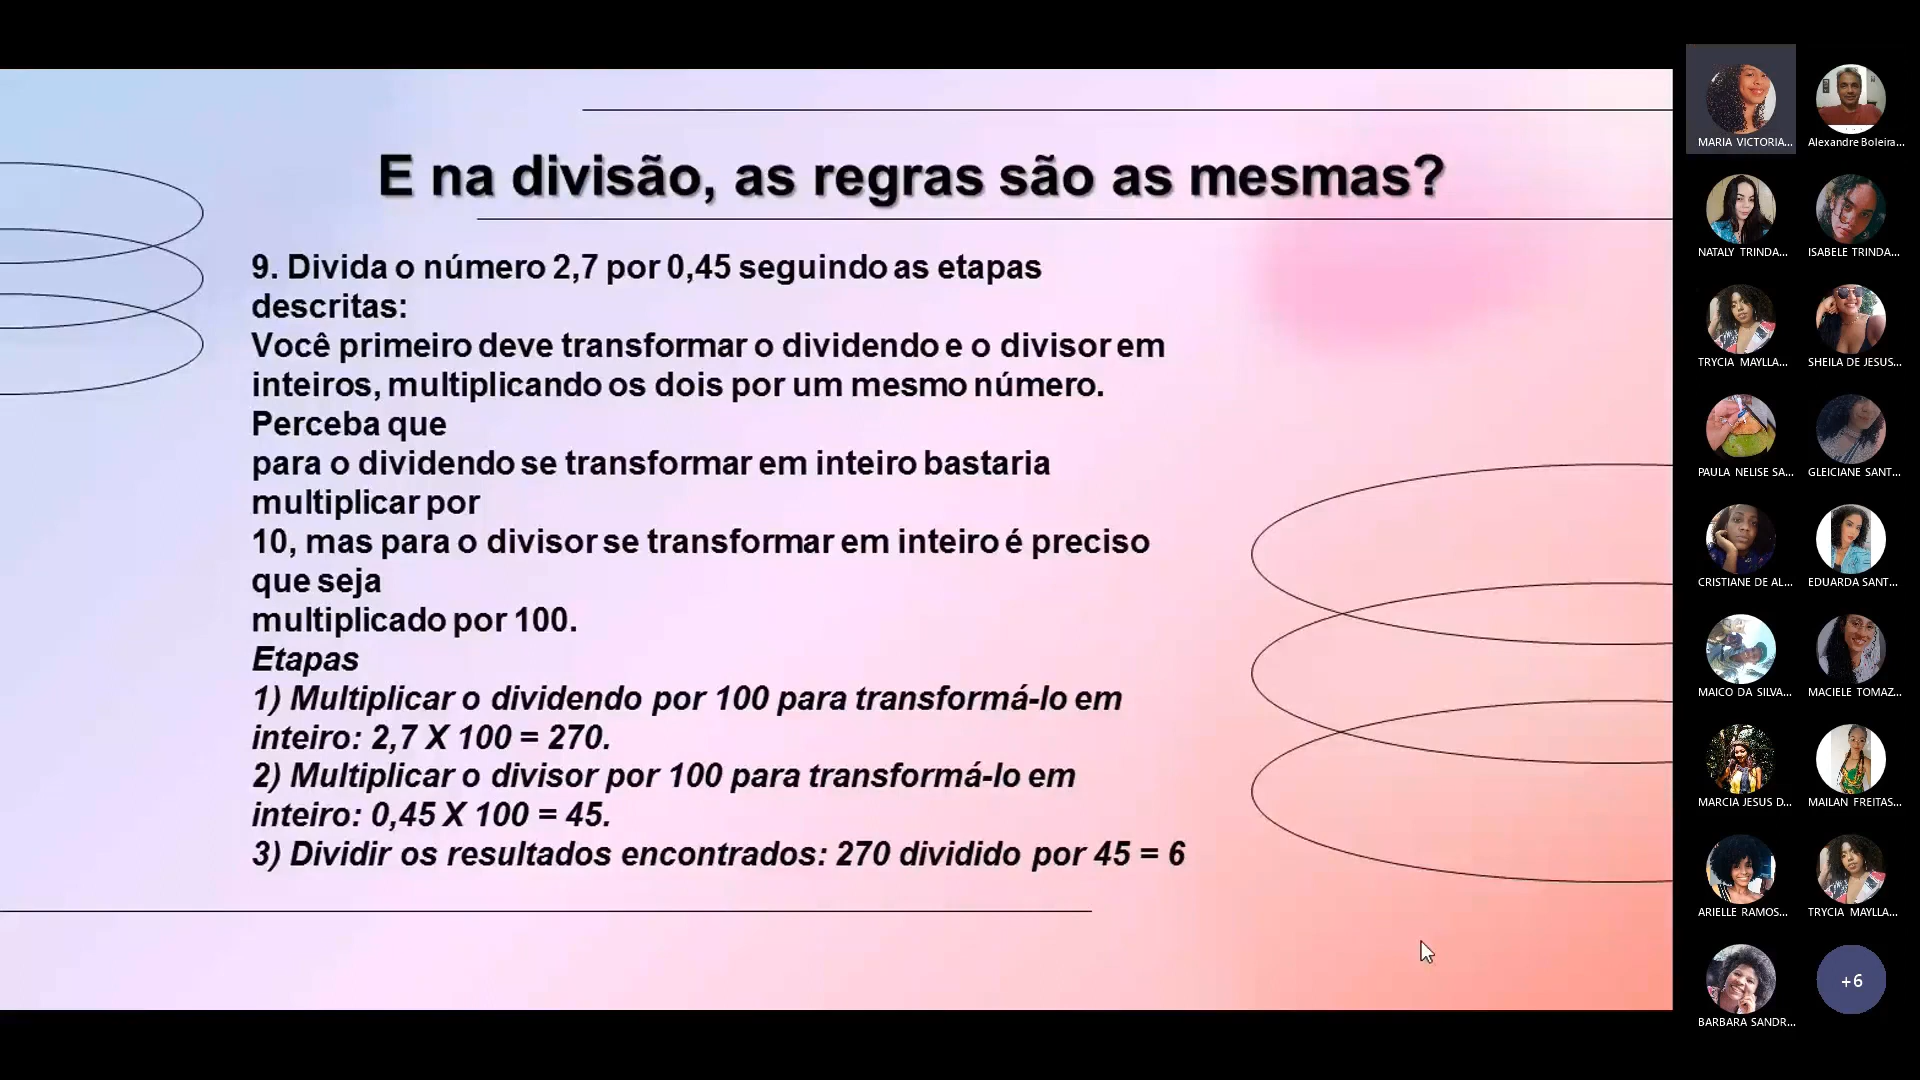 E na divisão, as regras são as mesmas?
9. Divida o número 2,7 por 0,45 seguindo as etapas
descritas:
Você primeiro deve transformar o dividendo e o divisor em
inteiros, multiplicando os dois por um mesmo número.
Perceba que
para o dividendo se transformar em inteiro bastaria
multiplicar por
10, mas para o divisor se transformar em inteiro é preciso
que seja
multiplicado por 100.
Etapas
1) Multiplicar o dividendo por 100 para transformá-lo em
inteiro: 2,7 X 100 = 270.
2) Multiplicar o divisor por 100 para transformá-lo em
inteiro: 0,45 X 100 = 45.
3) Dividir os resultados encontrados: 270 dividido por 45 = 6
MARIA VICTORIA...
Alexandre Boleira...
NATALY TRINDA...
ISABELE TRINDA...
TRYCIA MAYLLA...
SHEILA DE JESUS...
PAULA NELISE SA...
GLEICIANE SANT...
CRISTIANE DE AL...
EDUARDA SANT...
MAICO DA SILVA...
MACIELE TOMAZ...
MARCIA JESUS D...
MAILAN FREITAS...
ARIELLE RAMOS...
TRYCIA MAYLLA...
BARBARA SANDR...
+6